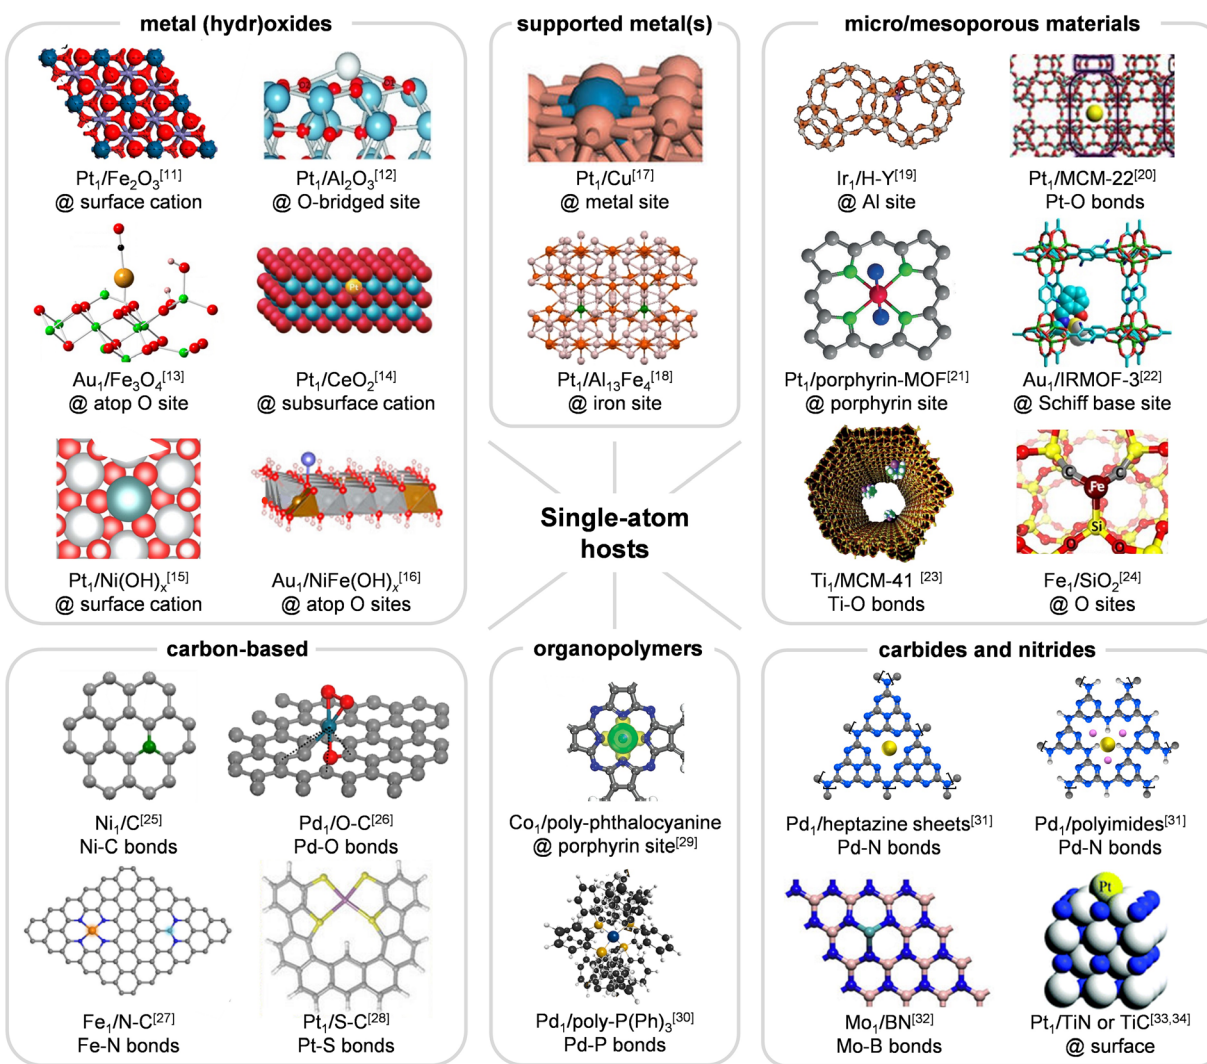 metal (hydr)oxides
Pt₁/Fe₂O₃[11]
@ surface cation
Pt₁/Al₂O₃[12]
@ O-bridged site
Au₁/Fe₃O₄[13]
@ atop O site
Pt
Pt₁/CeO₂[14]
@ subsurface cation
Pt₁/Ni(OH)ₓ[15]
@ surface cation
Au₁/NiFe(OH)ₓ[16]
@ atop O sites
supported metal(s)
Pt₁/Cu[17]
@ metal site
Pt₁/Al₁₃Fe₄[18]
@ iron site
micro/mesoporous materials
Ir₁/H-Y[19]
@ Al site
Pt₁/MCM-22[20]
Pt-O bonds
Pt₁/porphyrin-MOF[21]
@ porphyrin site
Au₁/IRMOF-3[22]
@ Schiff base site
Ti₁/MCM-41 [23]
Ti-O bonds
C Fe C
Si
O O
Fe₁/SiO₂[24]
@ O sites
Single-atom
hosts
carbon-based
Ni₁/C[25]
Ni-C bonds
Pd₁/O-C[26]
Pd-O bonds
Fe₁/N-C[27]
Fe-N bonds
Pt₁/S-C[28]
Pt-S bonds
organopolymers
Co₁/poly-phthalocyanine
@ porphyrin site[29]
Pd₁/poly-P(Ph)₃[30]
Pd-P bonds
carbides and nitrides
Pd₁/heptazine sheets[31]
Pd-N bonds
Pd₁/polyimides[31]
Pd-N bonds
Mo₁/BN[32]
Mo-B bonds
Pt
Pt₁/TiN or TiC[33,34]
@ surface